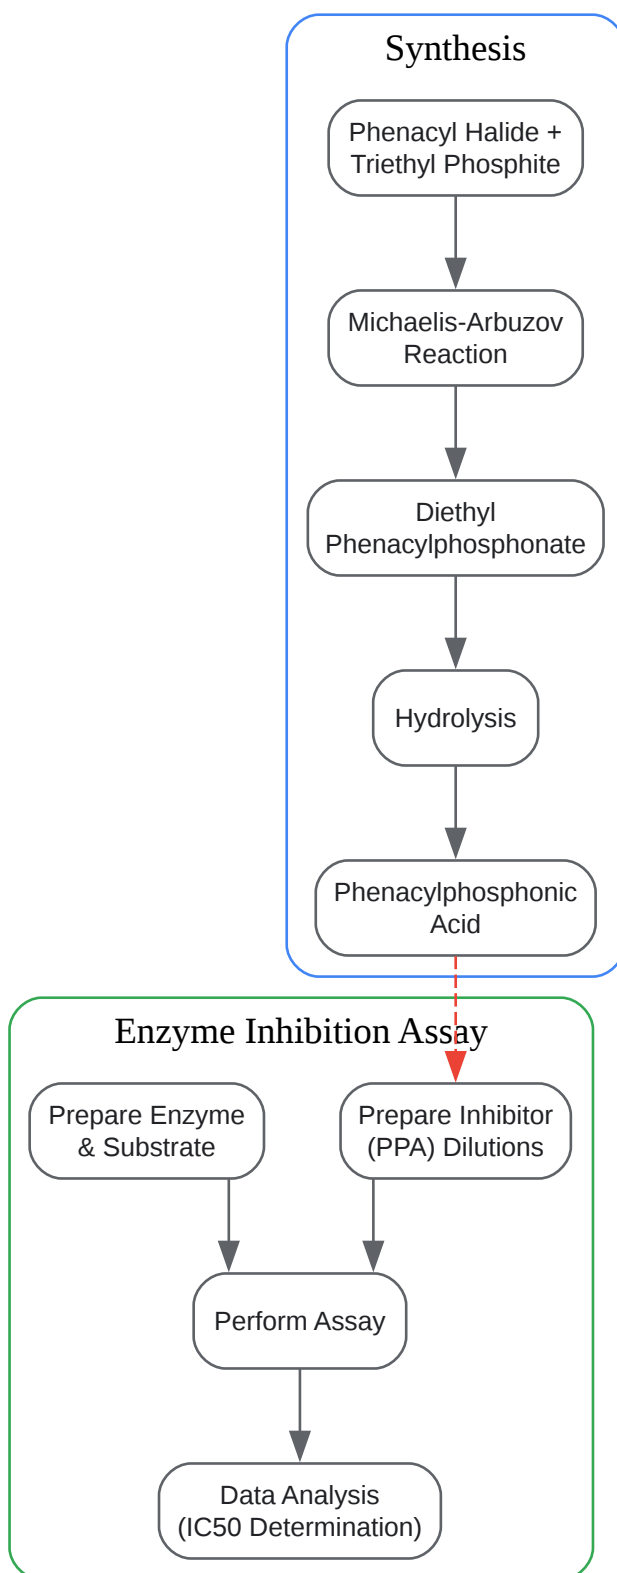 Synthesis
Phenacyl Halide +
Triethyl Phosphite
Michaelis-Arbuzov
Reaction
Diethyl
Phenacylphosphonate
Hydrolysis
Phenacylphosphonic
Acid
Enzyme Inhibition Assay
Prepare Enzyme
& Substrate
Prepare Inhibitor
(PPA) Dilutions
Perform Assay
Data Analysis
(IC50 Determination)